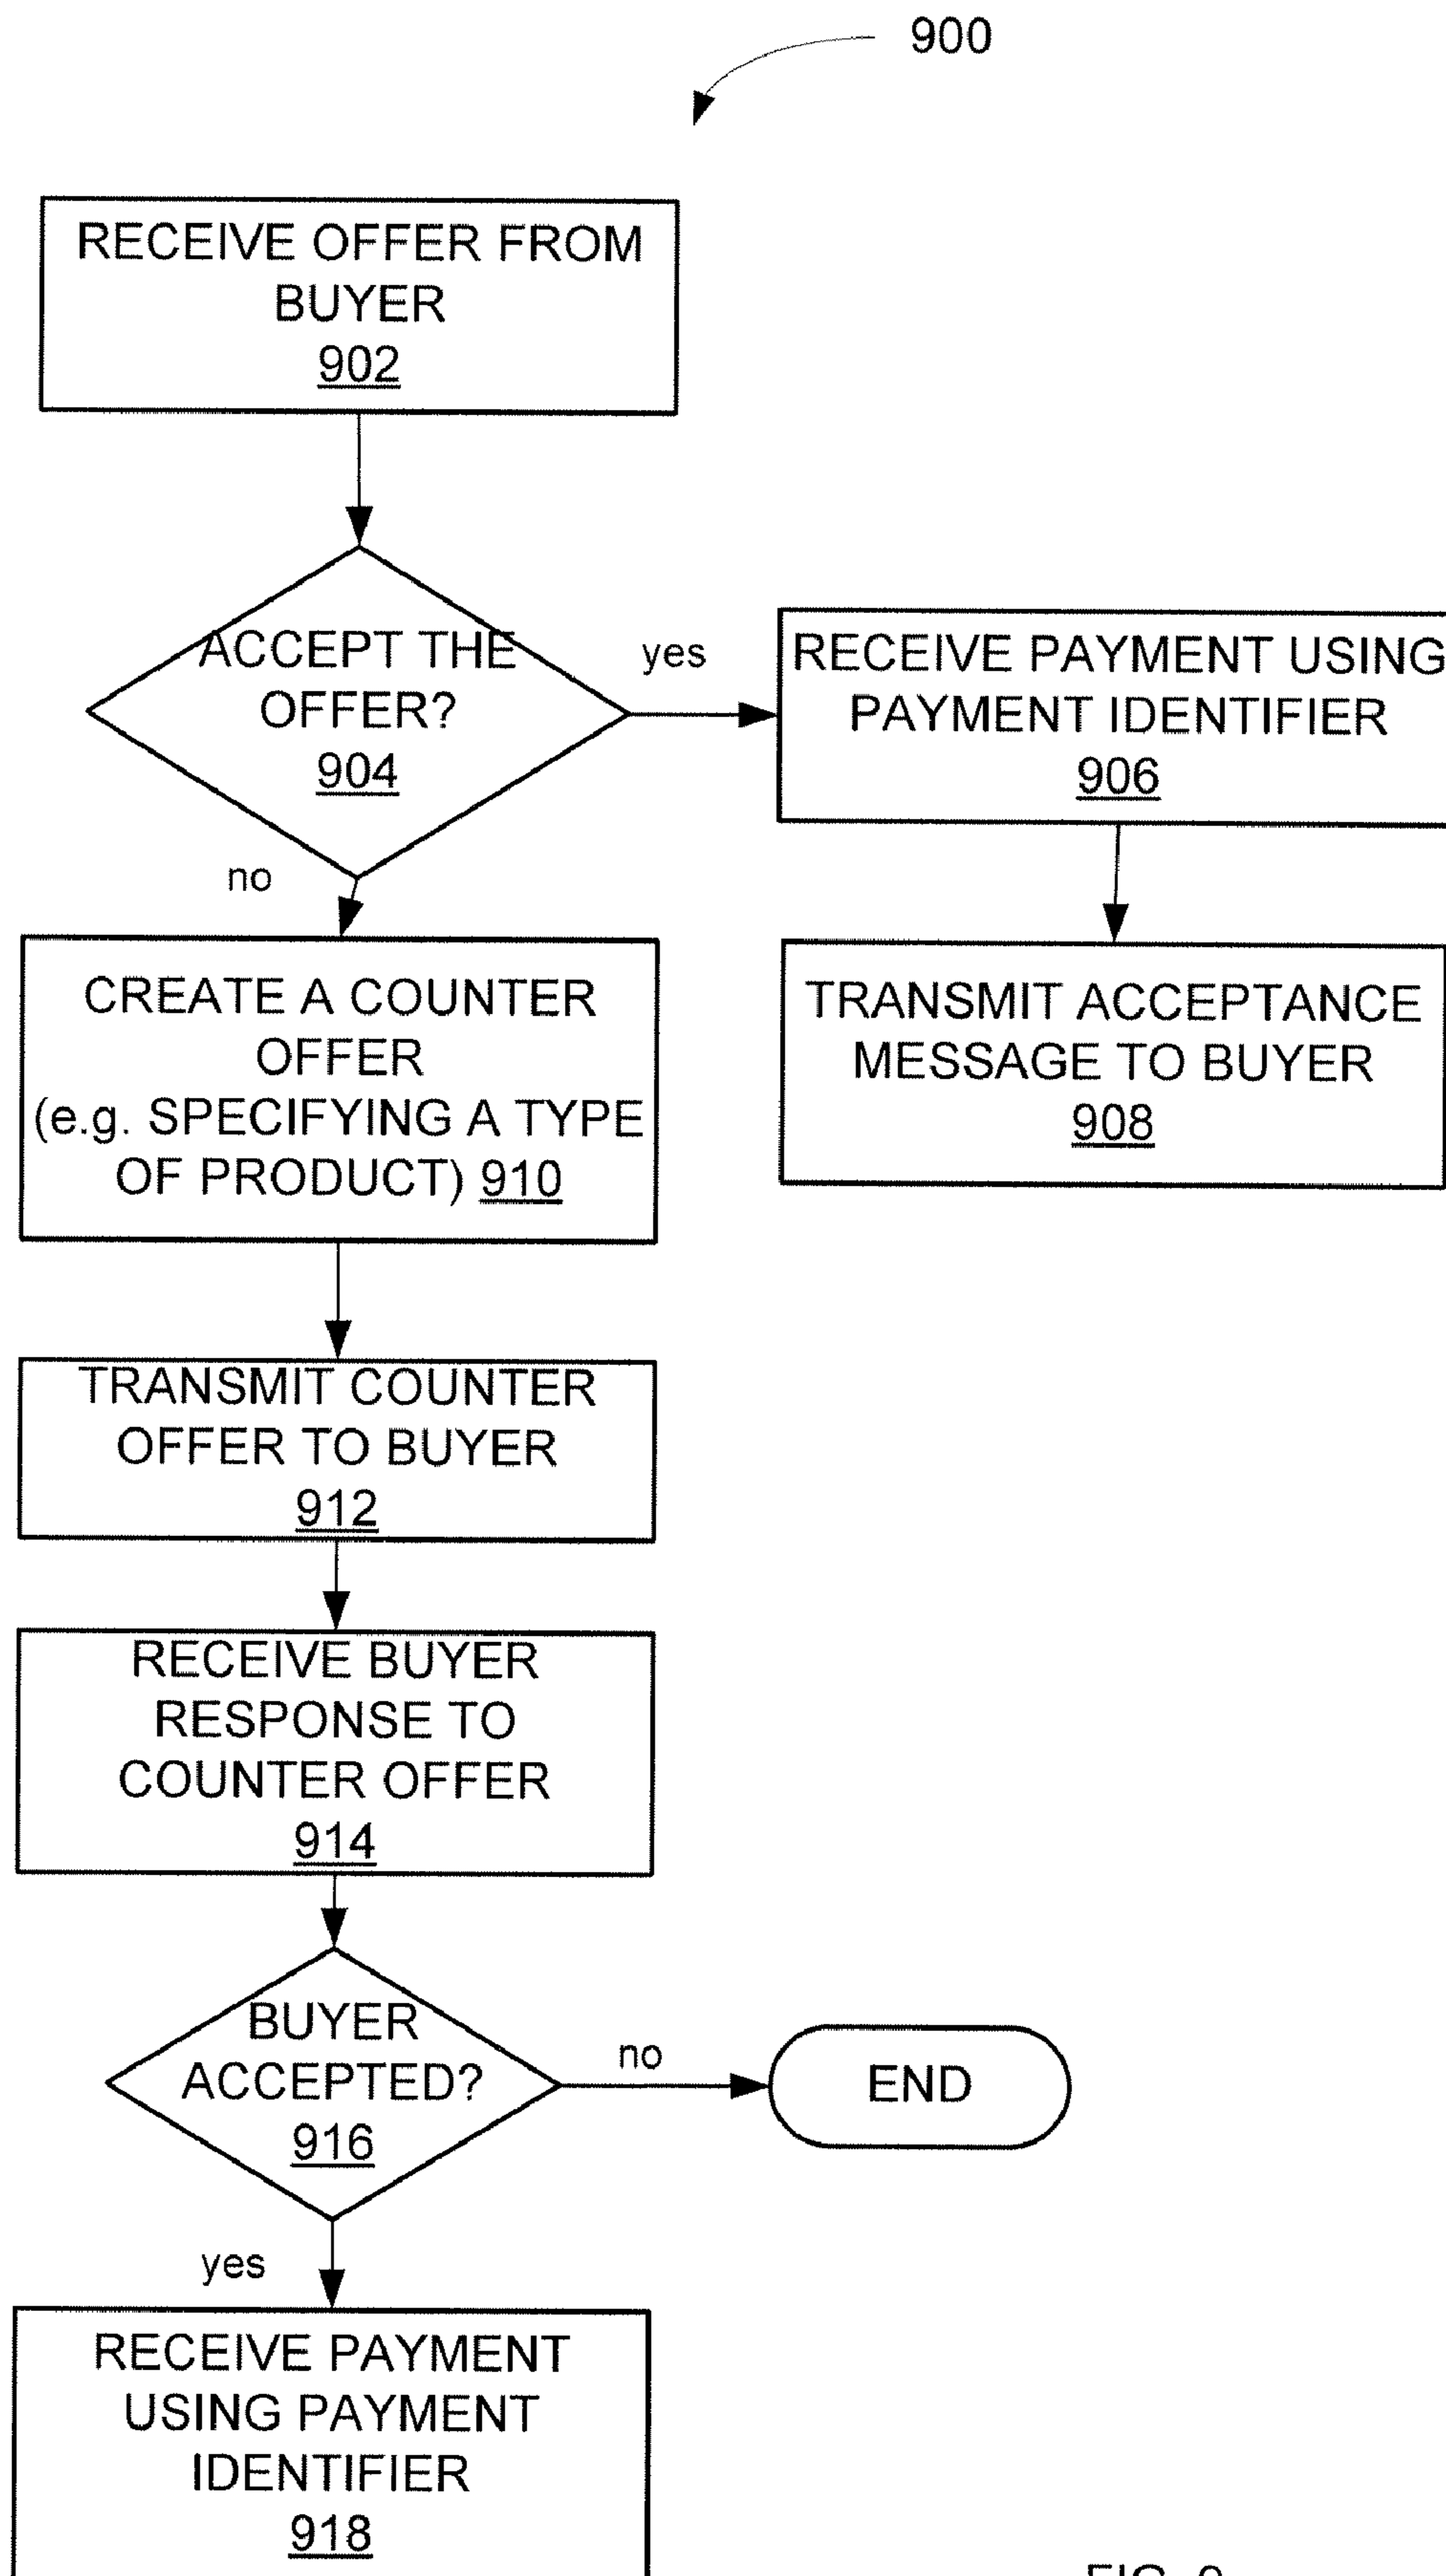 900
RECEIVE OFFER FROM
BUYER
902
ACCEPT THE
OFFER?
904
yes
RECEIVE PAYMENT USING
PAYMENT IDENTIFIER
906
no
TRANSMIT ACCEPTANCE
MESSAGE TO BUYER
908
CREATE A COUNTER
OFFER
(e.g. SPECIFYING A TYPE
OF PRODUCT) 910
TRANSMIT COUNTER
OFFER TO BUYER
912
RECEIVE BUYER
RESPONSE TO
COUNTER OFFER
914
BUYER
ACCEPTED?
916
no
END
yes
RECEIVE PAYMENT
USING PAYMENT
IDENTIFIER
918
FIG.